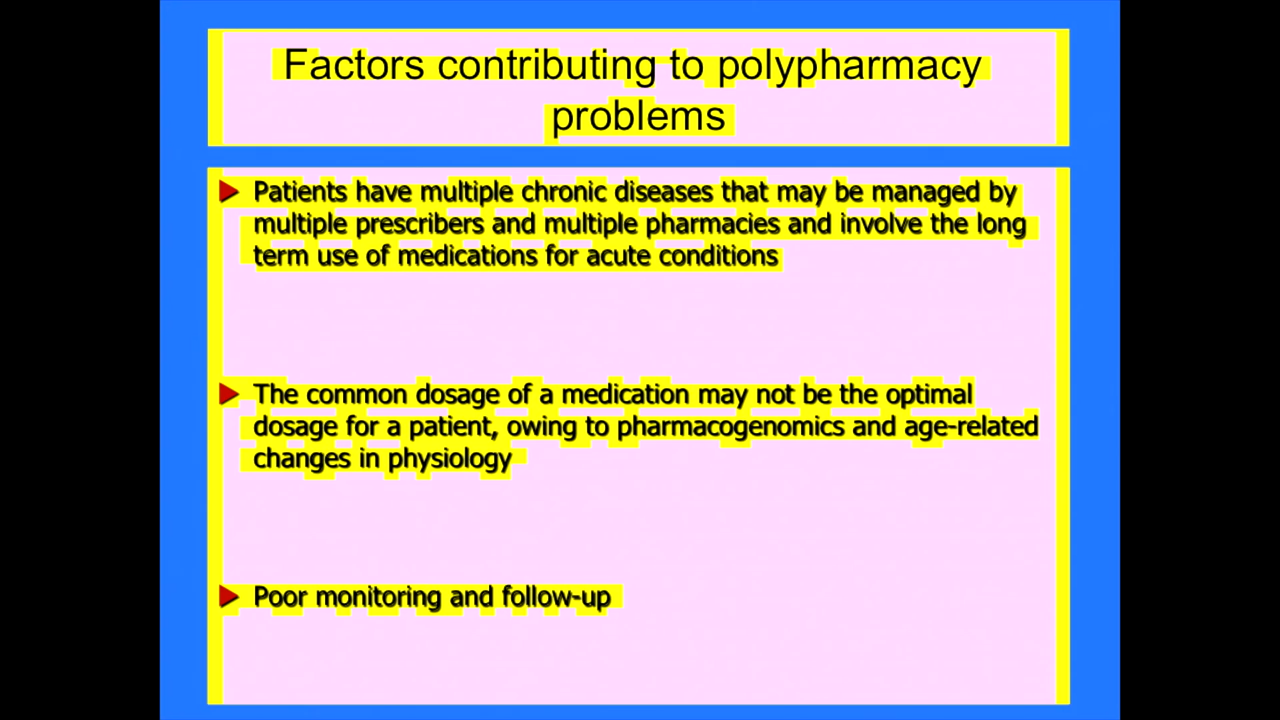 Factors contributing to polypharmacy
problems
Patients have multiple chronic diseases that may be managed by
multiple prescribers and multiple pharmacies and involve the long
term use of medications for acute conditions
The common dosage of a medication may not be the optimal
dosage for a patient, owing to pharmacogenomics and age-related
changes in physiology
Poor monitoring and follow-up